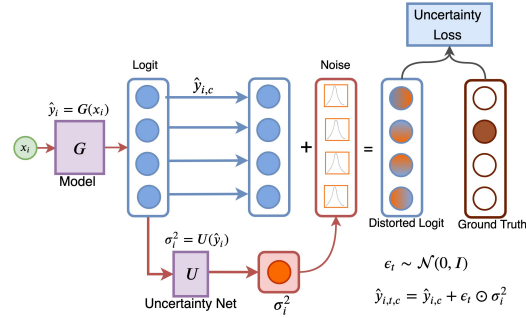 Uncertainty
Loss
Logit
Noise
ŷ_{i,c}
ŷ_i = G(x_i)
x_i
G
Model
+
=
σ_i^2 = U(ŷ_i)
U
Uncertainty Net
σ_i^2
Distorted Logit
Ground Truth
ϵ_t ∼ 𝒩(0, I)
ŷ_{i,t,c} = ŷ_{i,c} + ϵ_t ⊙ σ_i^2